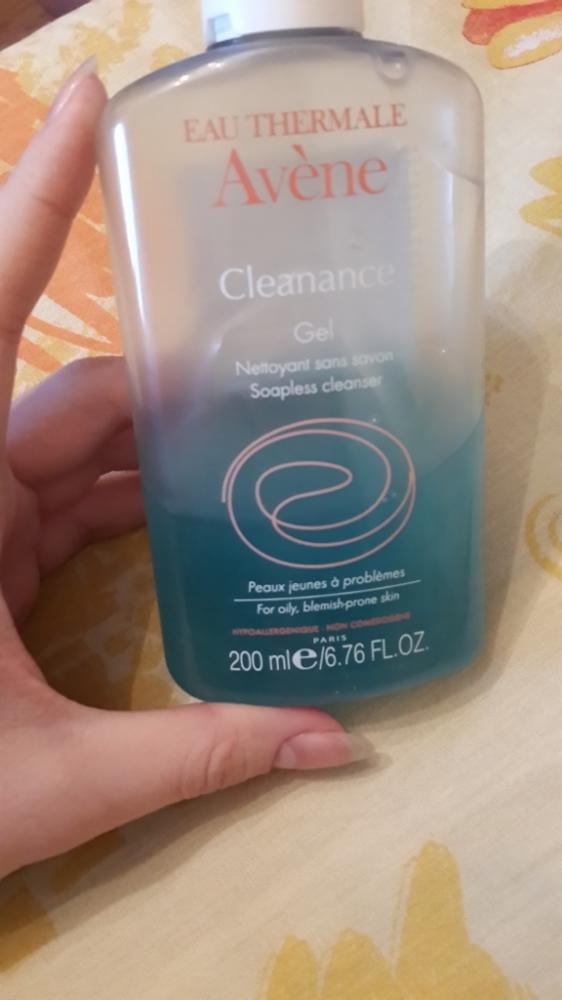 EAU THERMALE
Avène
Cleanance
Gel
Nettoyant sans savon
Soapless cleanser
Peaux jeunes à problèmes
For oily, blemish-prone skin
HYPOALLERGENIQUE - NON COMEDOGENE
PARIS
200 ml e/6.76 FL.OZ.